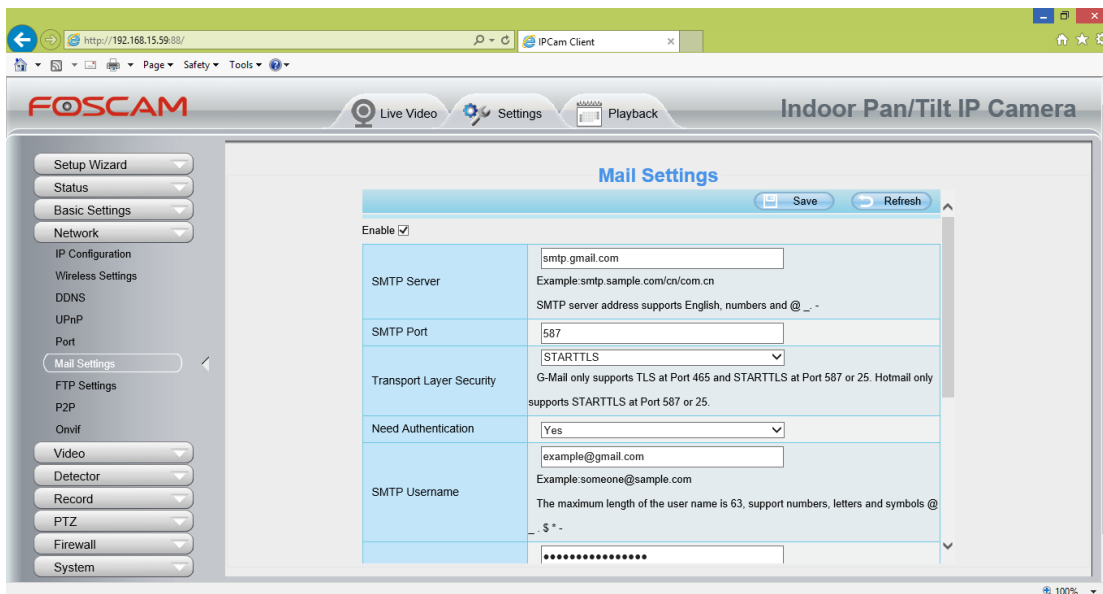 http://192.168.15.59:88/
IPCam Client
Page Safety Tools
FOSCAM
Live Video
Settings
Playback
Indoor Pan/Tilt IP Camera
Setup Wizard
Status
Basic Settings
Network
IP Configuration
Wireless Settings
DDNS
UPnP
Port
Mail Settings
FTP Settings
P2P
Onvif
Video
Detector
Record
PTZ
Firewall
System
Mail Settings
Save
Refresh
Enable
SMTP Server
smtp.gmail.com
Example:smtp.sample.com/cn/com.cn
SMTP server address supports English, numbers and @ _. -
SMTP Port
587
Transport Layer Security
STARTTLS
G-Mail only supports TLS at Port 465 and STARTTLS at Port 587 or 25. Hotmail only
supports STARTTLS at Port 587 or 25.
Need Authentication
Yes
SMTP Username
example@gmail.com
Example:someone@sample.com
The maximum length of the user name is 63, support numbers, letters and symbols @
_ . $ * -
••••••••••••••••
100%